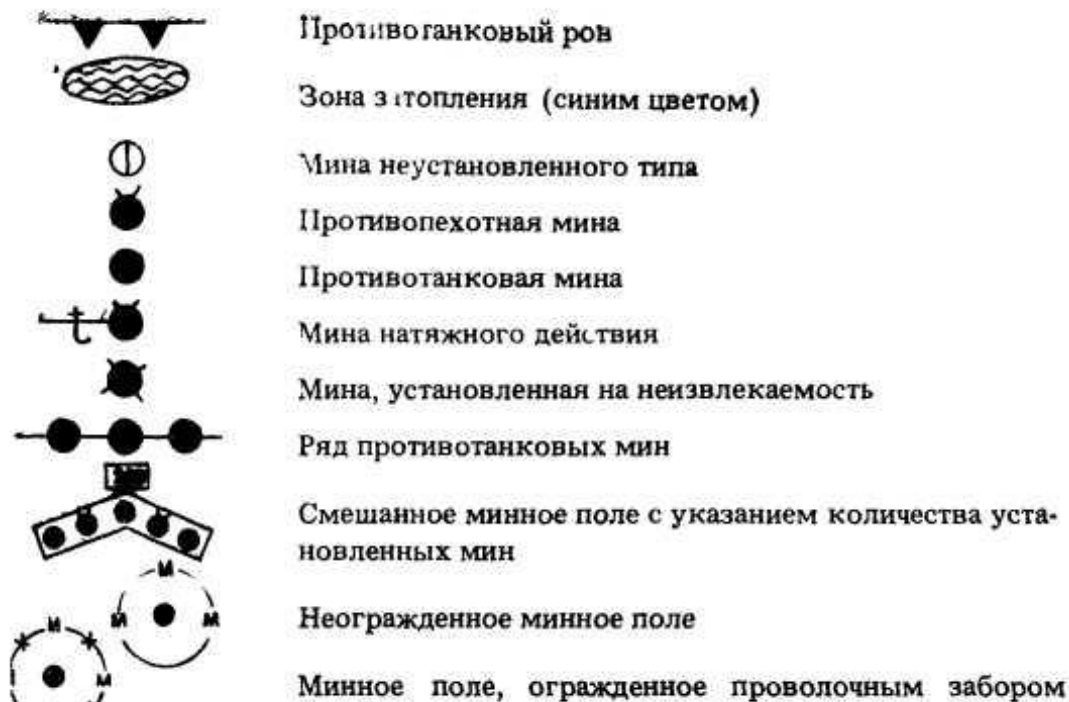 Противотанковый ров
Зона затопления (синим цветом)
Мина неустановленного типа
Противопехотная мина
Противотанковая мина
t
Мина натяжного действия
Мина, установленная на неизвлекаемость
Ряд противотанковых мин
Смешанное минное поле с указанием количества уста-
новленных мин
М
М М
Неогражденное минное поле
М
М
Минное поле, огражденное проволочным забором